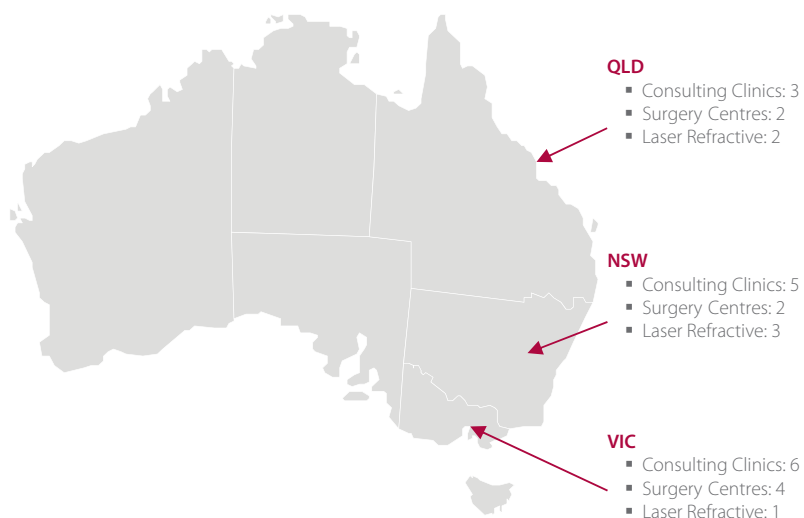 QLD
▪ Consulting Clinics: 3
▪ Surgery Centres: 2
▪ Laser Refractive: 2
NSW
▪ Consulting Clinics: 5
▪ Surgery Centres: 2
▪ Laser Refractive: 3
VIC
▪ Consulting Clinics: 6
▪ Surgery Centres: 4
▪ Laser Refractive: 1